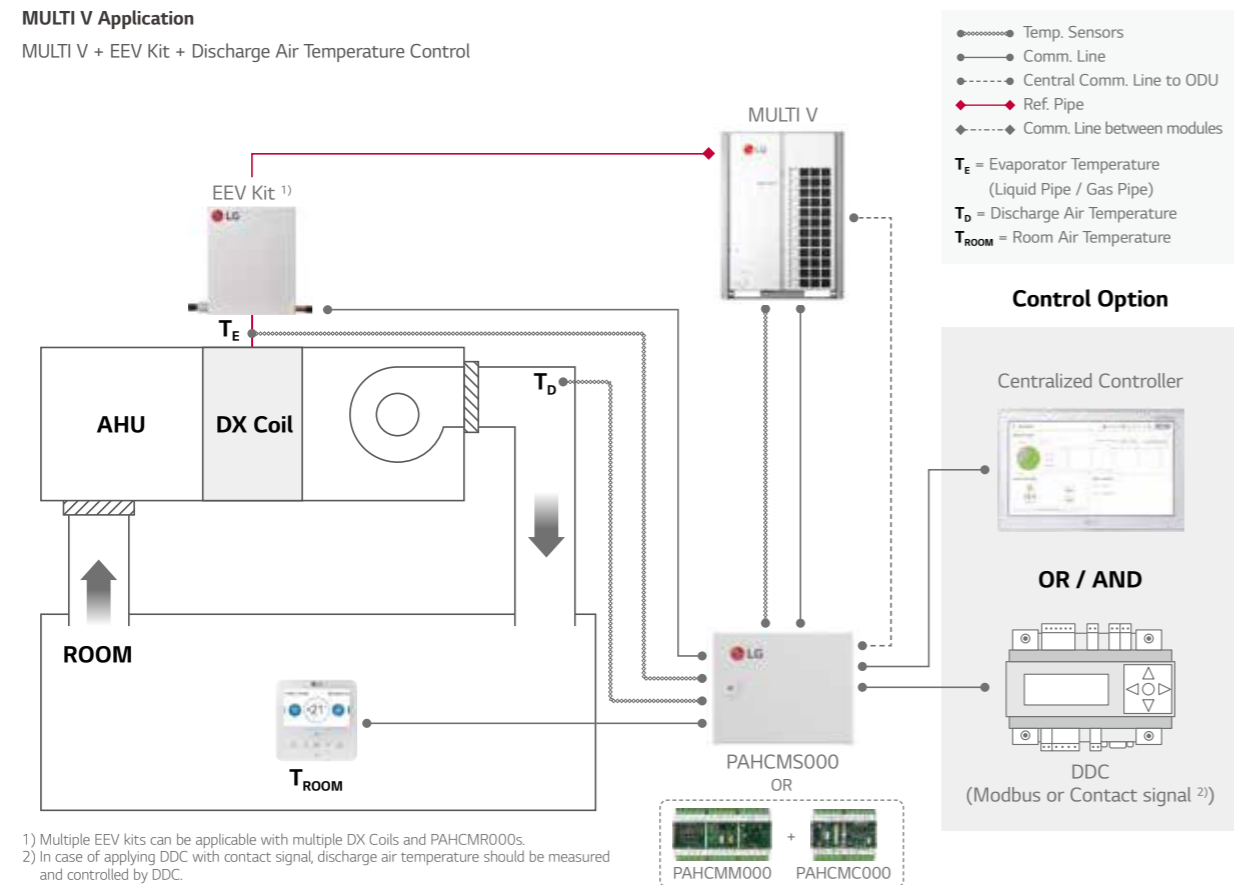 MULTI V Application
MULTI V + EEV Kit + Discharge Air Temperature Control
Temp. Sensors
Comm. Line
Central Comm. Line to ODU
Ref. Pipe
Comm. Line between modules
TE = Evaporator Temperature
(Liquid Pipe / Gas Pipe)
TD = Discharge Air Temperature
TROOM = Room Air Temperature
MULTI V
LG
EEV Kit 1)
LG
TE
TD
AHU
DX Coil
ROOM
TROOM
LG
PAHCMS000
OR
PAHCMM000
+
PAHCMC000
Control Option
Centralized Controller
OR / AND
DDC
(Modbus or Contact signal 2))
1) Multiple EEV kits can be applicable with multiple DX Coils and PAHCMR000s.
2) In case of applying DDC with contact signal, discharge air temperature should be measured
and controlled by DDC.